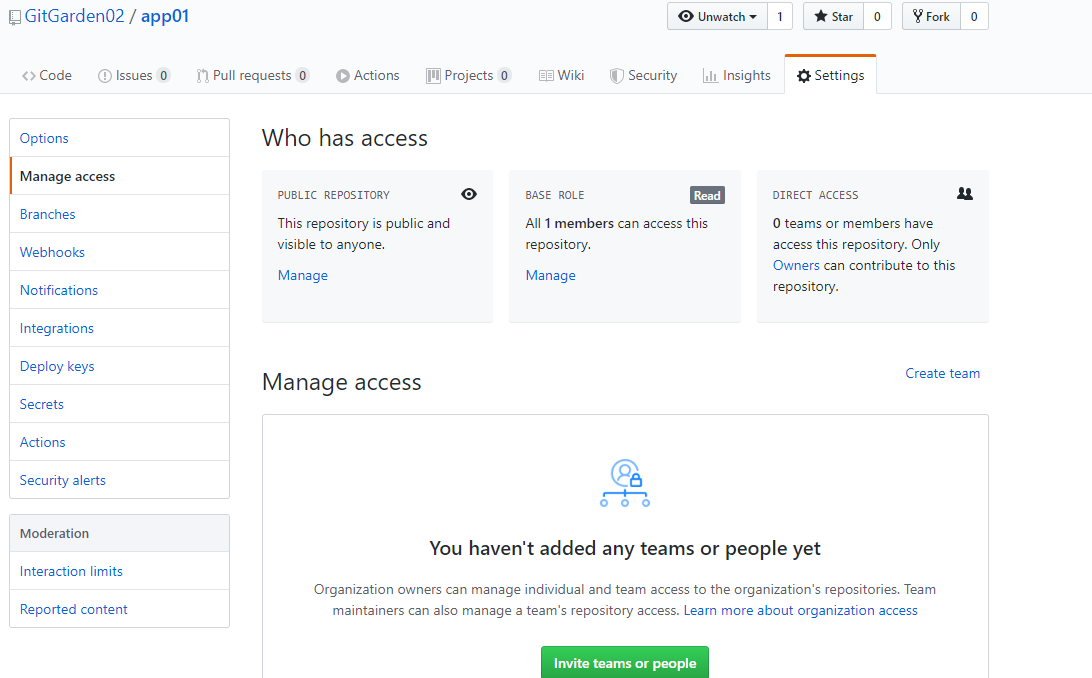 GitGarden02 / app01
Unwatch 1 Star 0 Fork 0
Code Issues 0 Pull requests 0 Actions Projects 0 Wiki Security Insights Settings
Options
Manage access
Branches
Webhooks
Notifications
Integrations
Deploy keys
Secrets
Actions
Security alerts
Moderation
Interaction limits
Reported content
Who has access
PUBLIC REPOSITORY
This repository is public and
visible to anyone.
Manage
BASE ROLE Read
All 1 members can access this
repository.
Manage
DIRECT ACCESS
0 teams or members have
access this repository. Only
Owners can contribute to this
repository.
Manage access
Create team
You haven't added any teams or people yet
Organization owners can manage individual and team access to the organization's repositories. Team
maintainers can also manage a team's repository access. Learn more about organization access
Invite teams or people